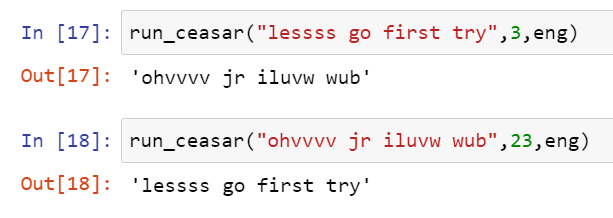 In [17]: run_ceasar("lessss go first try",3,eng)
Out[17]: 'ohvvvv jr iluvw wub'
In [18]: run_ceasar("ohvvvv jr iluvw wub",23,eng)
Out[18]: 'lessss go first try'